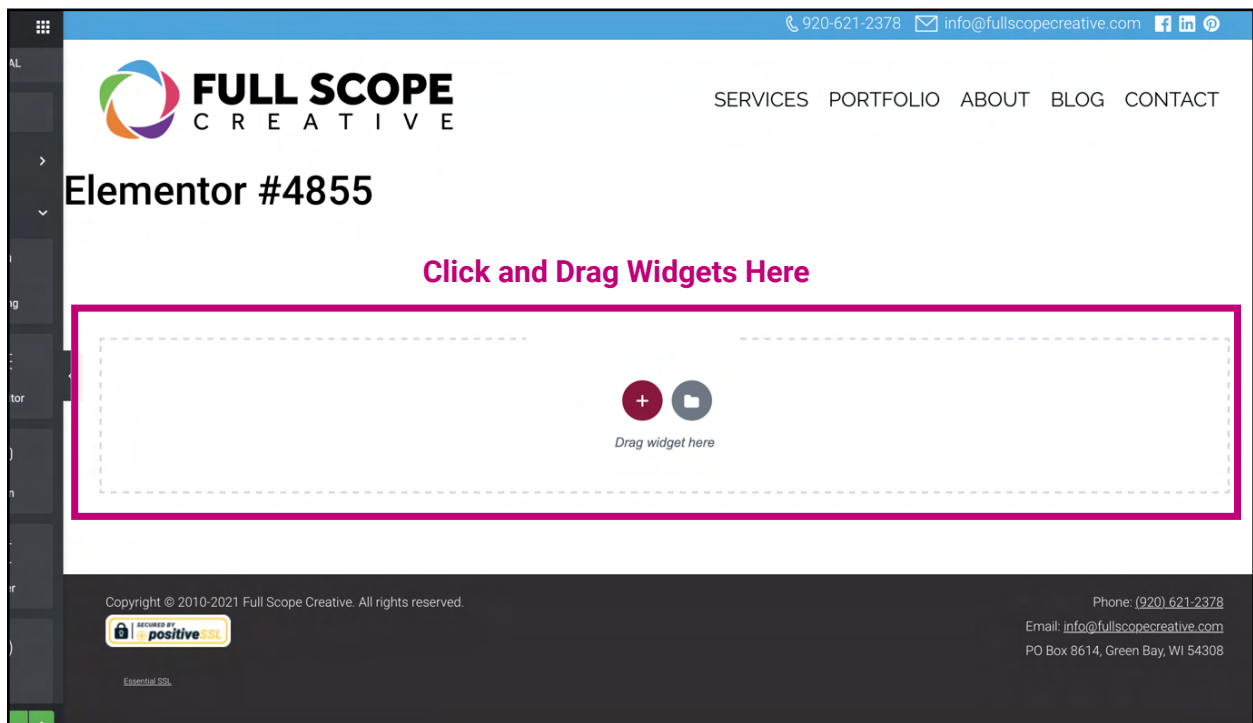 920-621-2378 info@fullscopecreative.com
AL
FULL SCOPE
CREATIVE
SERVICES PORTFOLIO ABOUT BLOG CONTACT
Elementor #4855
Click and Drag Widgets Here
Drag widget here
Copyright © 2010-2021 Full Scope Creative. All rights reserved.
SECURED BY
positiveSSL
Essential SSL
Phone: (920) 621-2378
Email: info@fullscopecreative.com
PO Box 8614, Green Bay, WI 54308